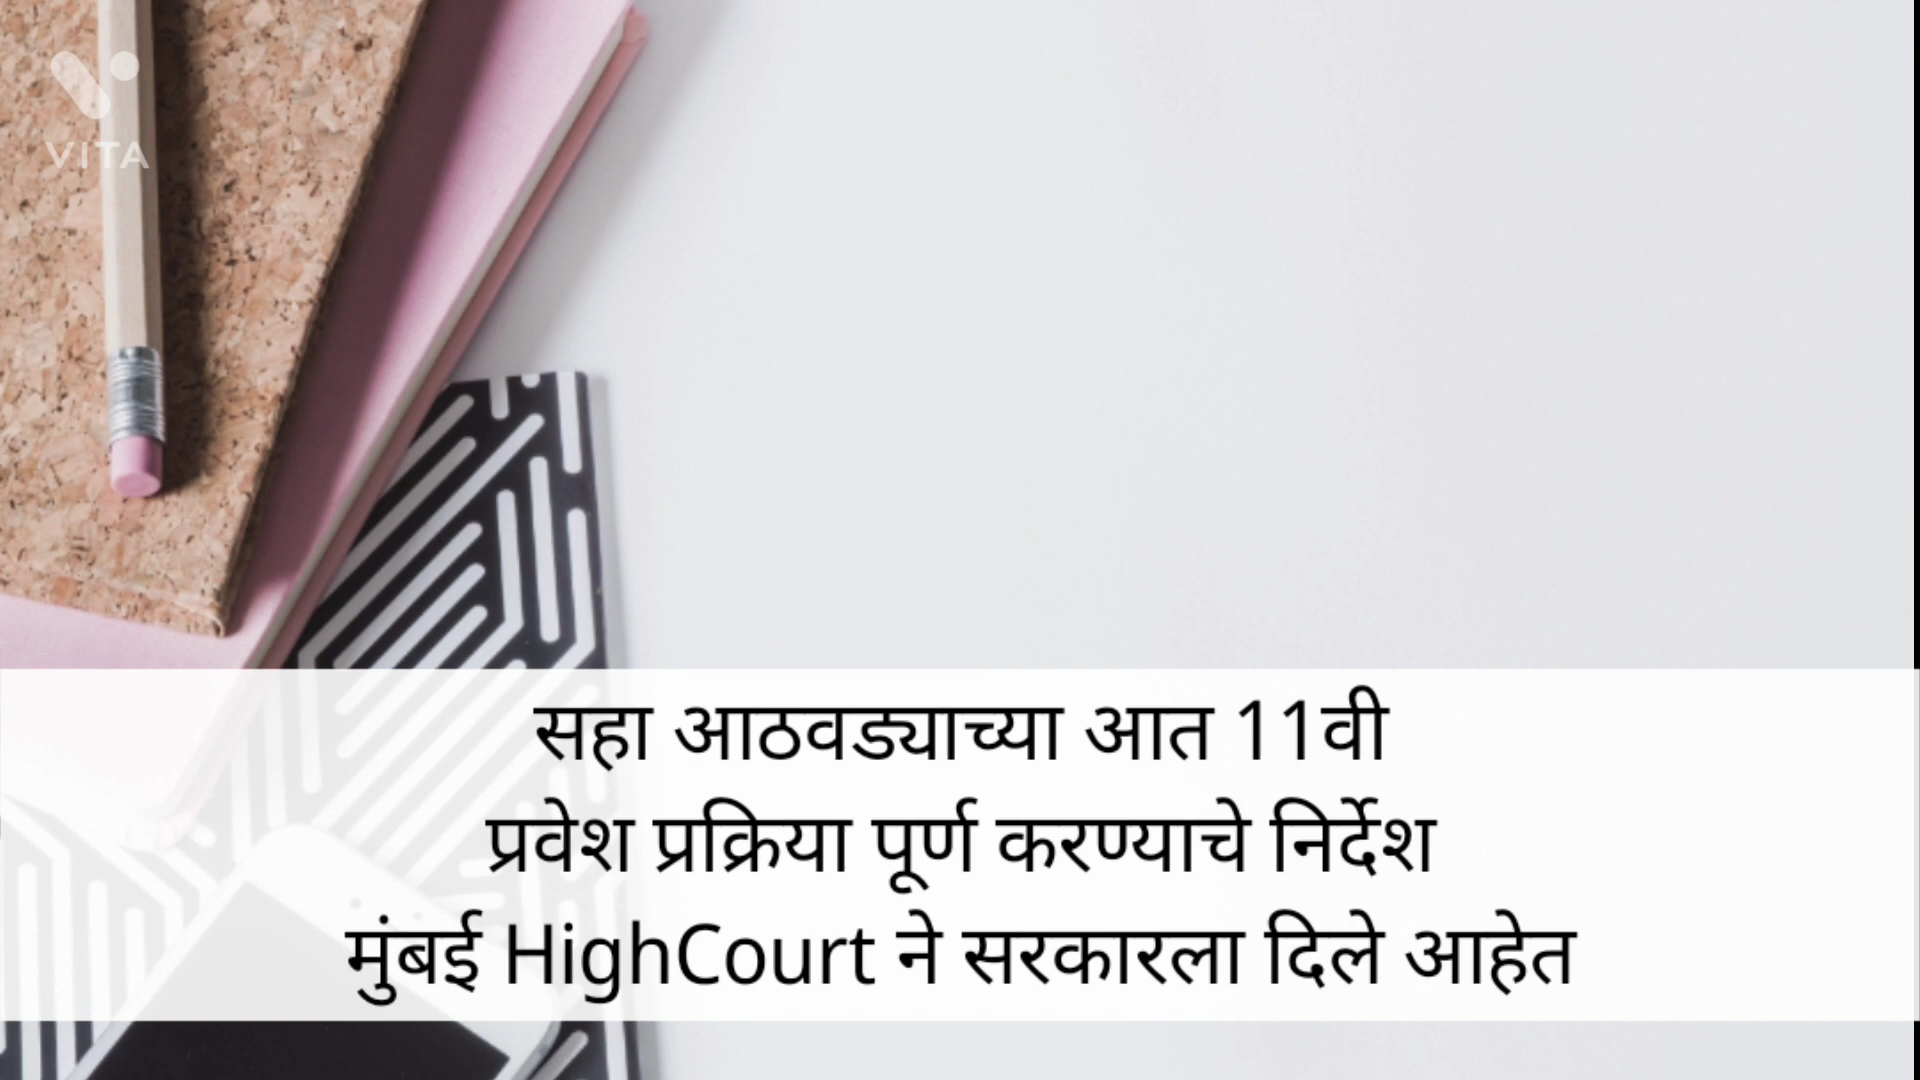 VITA
सहा आठवड्याच्या आत 11वी
प्रवेश प्रक्रिया पूर्ण करण्याचे निर्देश
मुंबई HighCourt ने सरकारला दिले आहेत